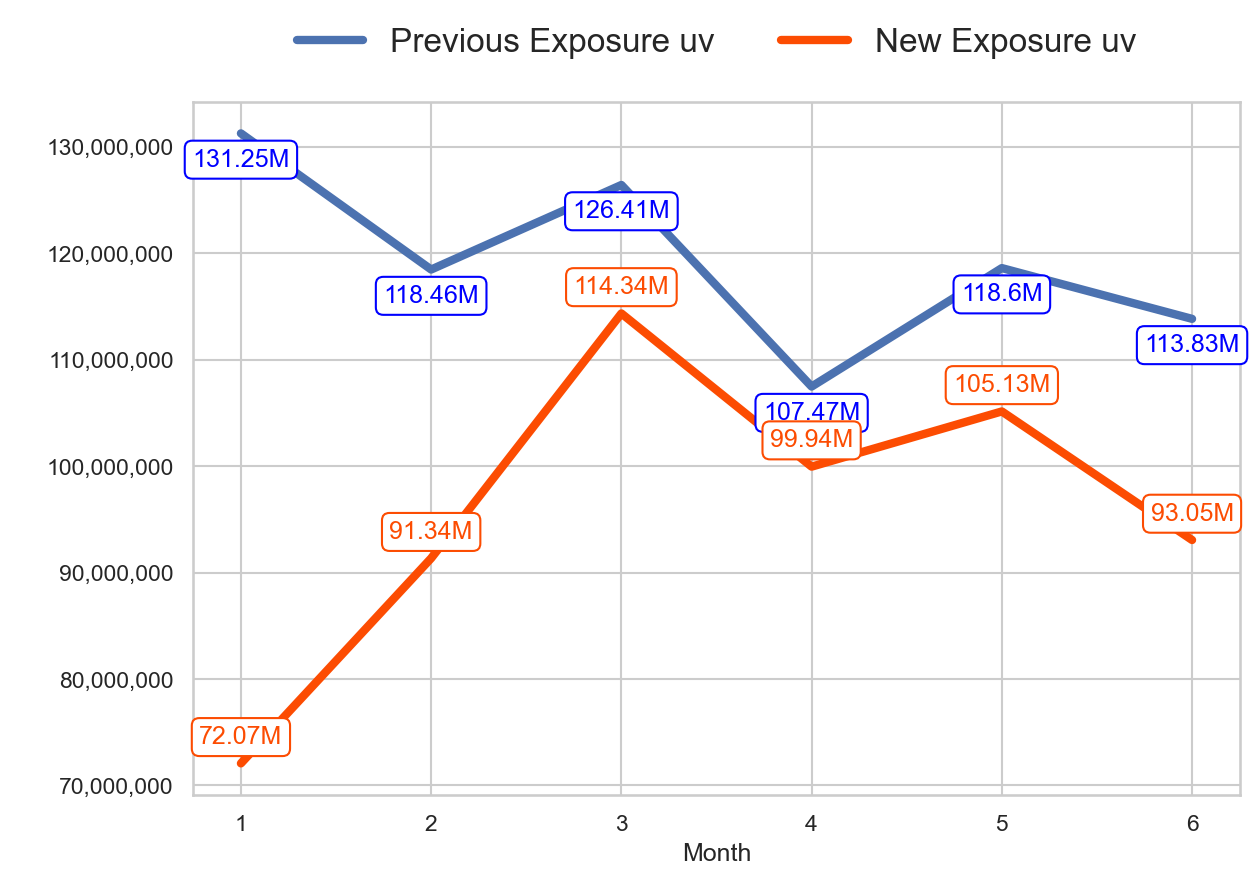 Previous Exposure uv New Exposure uv
130,000,000
131.25M
126.41M
120,000,000
118.46M
114.34M
118.6M
113.83M
110,000,000
105.13M
107.47M
99.94M
100,000,000
91.34M
93.05M
90,000,000
80,000,000
72.07M
70,000,000
1 2 3 4 5 6
Month